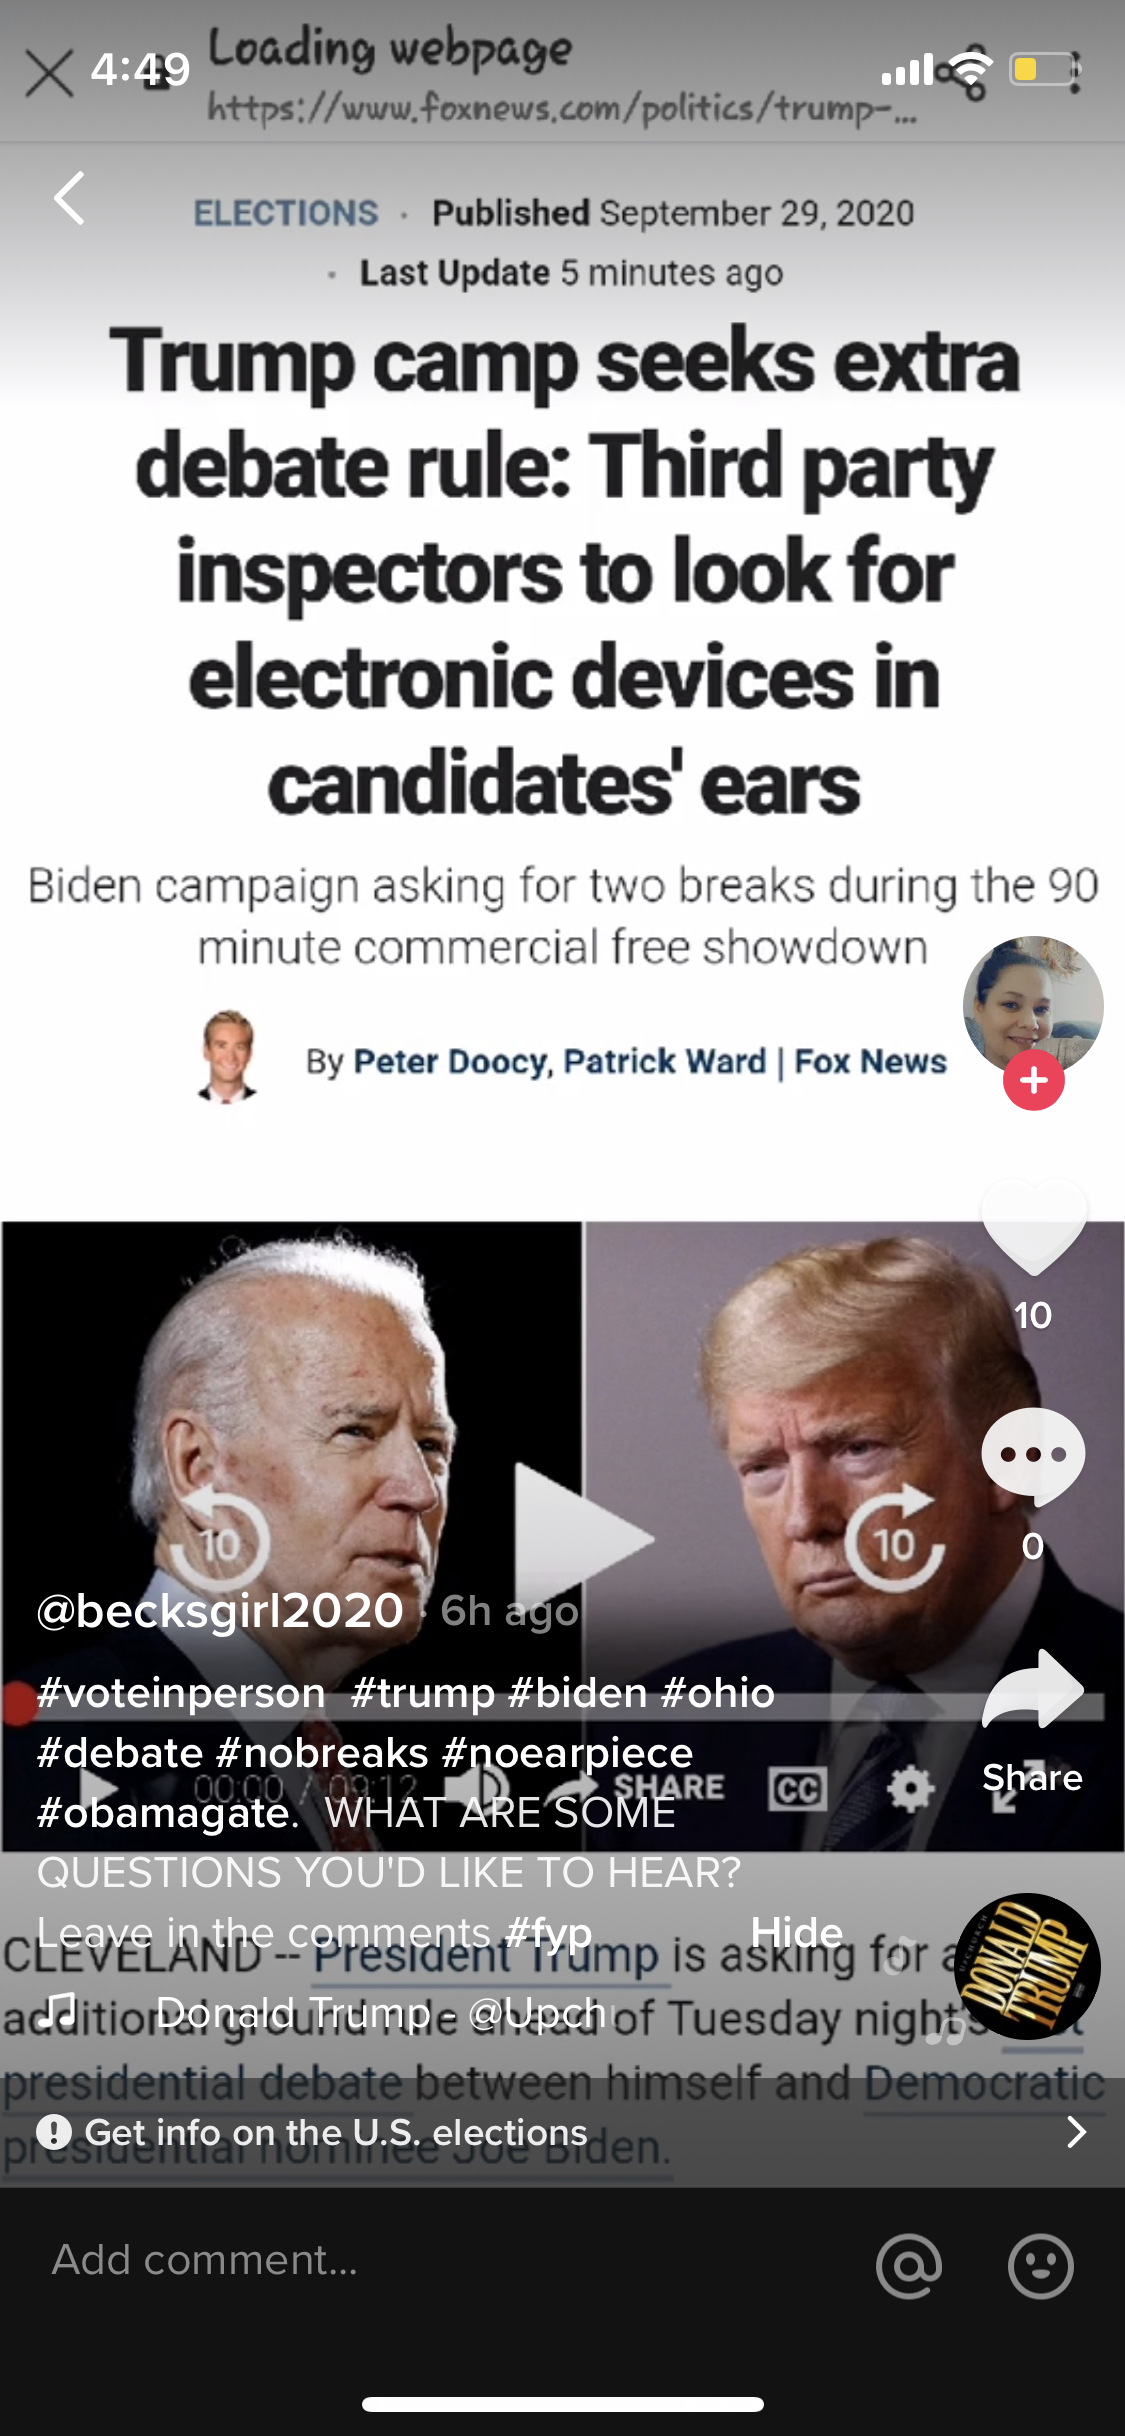 Loading webpage
4:49
https://www.foxnews.com/politics/trump-...
ELECTIONS · Published September 29, 2020
· Last Update 5 minutes ago
Trump camp seeks extra
debate rule: Third party
inspectors to look for
electronic devices in
candidates' ears
Biden campaign asking for two breaks during the 90
minute commercial free showdown
By Peter Doocy, Patrick Ward | Fox News
10
10
10
0
@becksgirl2020 · 6h ago
#voteinperson #trump #biden #ohio
#debate #nobreaks #noearpiece
00:00 / 09:12 SHARE CC
Share
#obamagate. WHAT ARE SOME
QUESTIONS YOU'D LIKE TO HEAR?
Leave in the comments #fyp Hide
CLEVELAND -- President Trump is asking for a
DONALD TRUMP
UPCHURCH
Donald Trump - @Upch
additional ground rule ahead of Tuesday night's
presidential debate between himself and Democratic
Get info on the U.S. elections
presidential nominee Joe Biden.
Add comment...